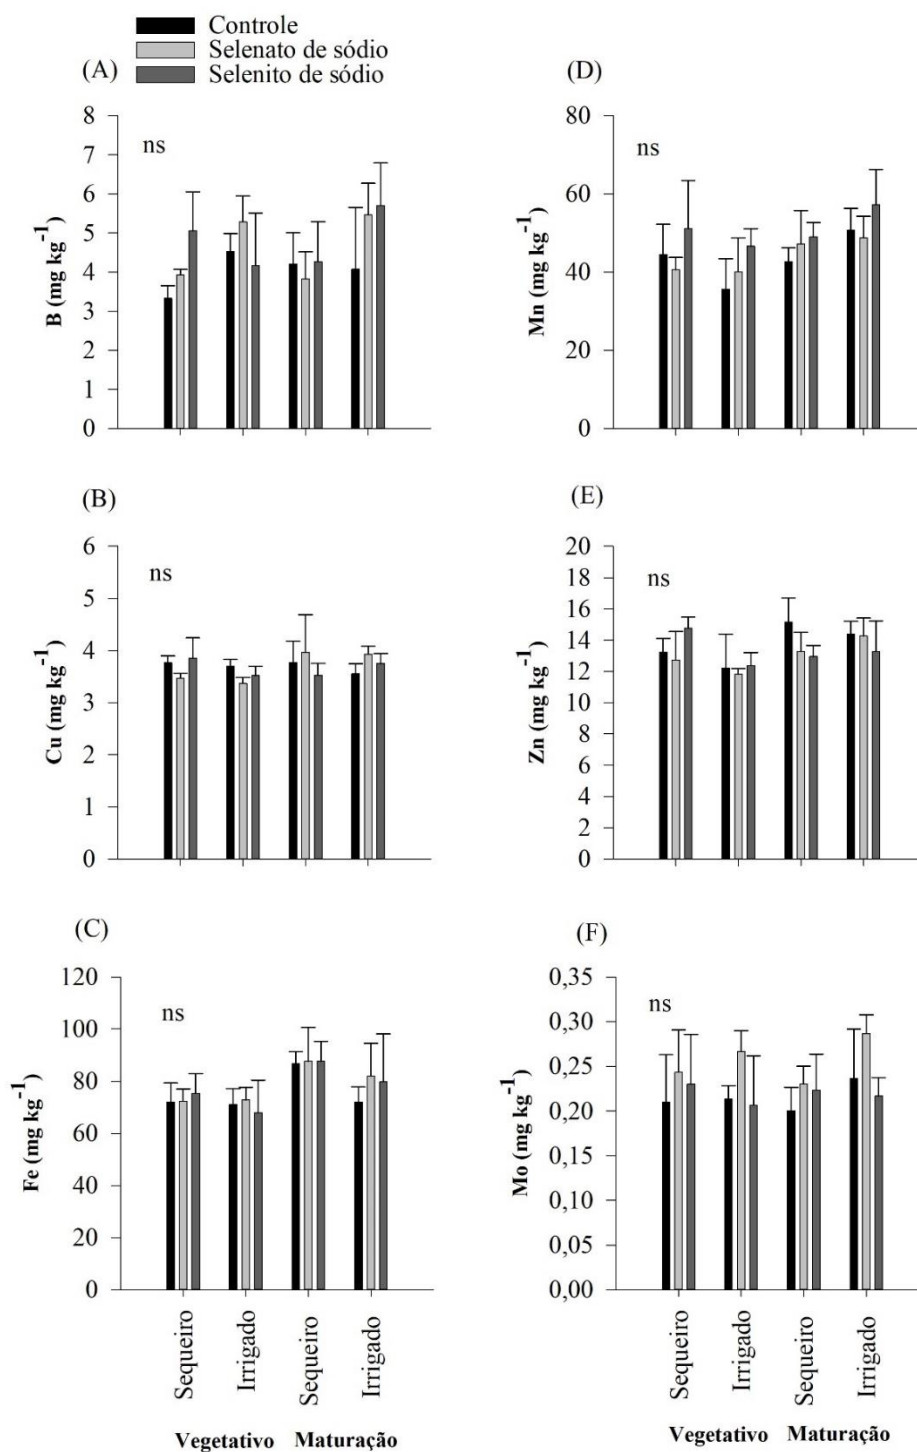 Controle
Selenato de sódio
Selenito de sódio
(A)
8
7
6
5
4
3
2
1
0
ns
B (mg kg⁻¹)
(D)
80
60
40
20
0
ns
Mn (mg kg⁻¹)
(B)
6
5
4
3
2
1
0
ns
Cu (mg kg⁻¹)
(E)
20
18
16
14
12
10
8
6
4
2
0
ns
Zn (mg kg⁻¹)
(C)
120
100
80
60
40
20
0
ns
Fe (mg kg⁻¹)
Sequeiro
Irrigado
Sequeiro
Irrigado
Vegetativo Maturação
(F)
0,35
0,30
0,25
0,20
0,15
0,10
0,05
0,00
ns
Mo (mg kg⁻¹)
Sequeiro
Irrigado
Sequeiro
Irrigado
Vegetativo Maturação